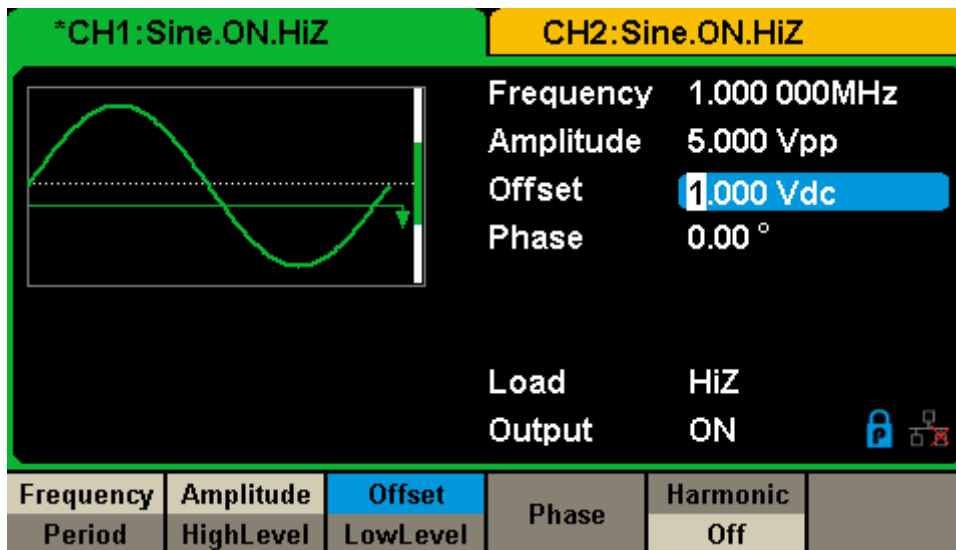 *CH1:Sine.ON.HiZ
CH2:Sine.ON.HiZ
Frequency 1.000 000MHz
Amplitude 5.000 Vpp
Offset 1.000 Vdc
Phase 0.00 °
Load HiZ
Output ON
P
Frequency Amplitude Offset Phase Harmonic
Period HighLevel LowLevel Off